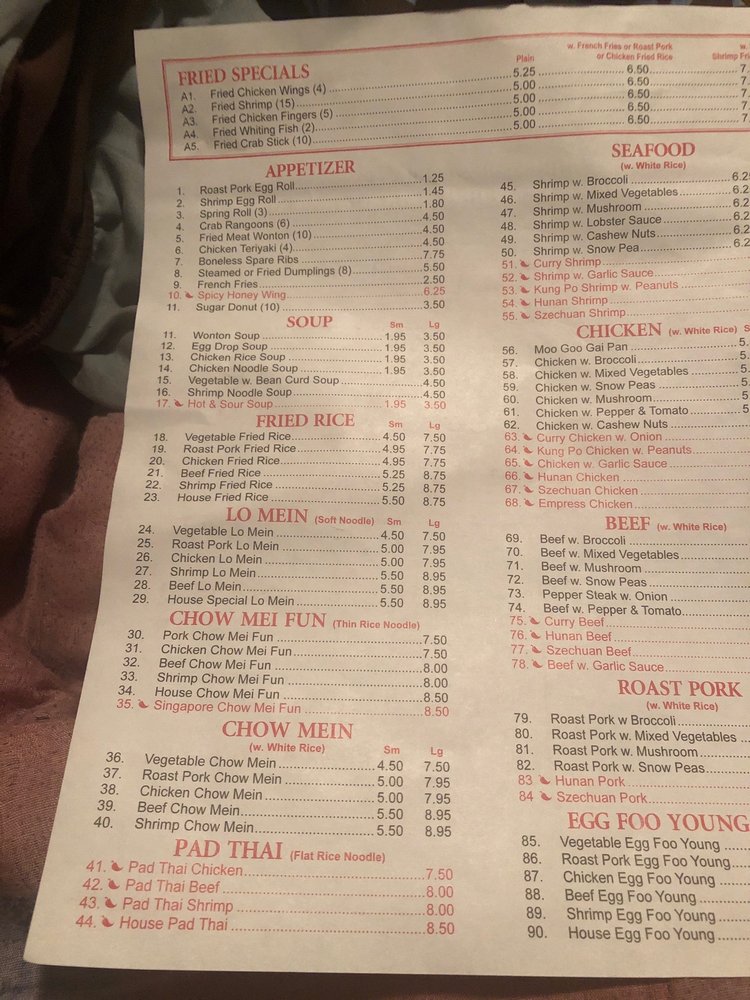 FRIED SPECIALS
Plain
w. French Fries or Roast Pork
or Chicken Fried Rice
w.
Shrimp Fri
A1. Fried Chicken Wings (4) 5.25 6.50 7.
A2. Fried Shrimp (15) 5.00 6.50 7.
A3. Fried Chicken Fingers (5) 5.00 6.50 7.
A4. Fried Whiting Fish (2) 5.00 6.50 7.
A5. Fried Crab Stick (10) 5.00 6.50 7.
APPETIZER
1. Roast Pork Egg Roll 1.25
2. Shrimp Egg Roll 1.45
3. Spring Roll (3) 1.80
4. Crab Rangoons (6) 4.50
5. Fried Meat Wonton (10) 4.50
6. Chicken Teriyaki (4) 4.50
7. Boneless Spare Ribs 7.75
8. Steamed or Fried Dumplings (8) 5.50
9. French Fries 2.50
10. Spicy Honey Wing 6.25
11. Sugar Donut (10) 3.50
SOUP Sm Lg
11. Wonton Soup 1.95 3.50
12. Egg Drop Soup 1.95 3.50
13. Chicken Rice Soup 1.95 3.50
14. Chicken Noodle Soup 1.95 3.50
15. Vegetable w. Bean Curd Soup 4.50
16. Shrimp Noodle Soup 4.50
17. Hot & Sour Soup 1.95 3.50
FRIED RICE Sm Lg
18. Vegetable Fried Rice 4.50 7.50
19. Roast Pork Fried Rice 4.95 7.75
20. Chicken Fried Rice 4.95 7.75
21. Beef Fried Rice 5.25 8.75
22. Shrimp Fried Rice 5.25 8.75
23. House Fried Rice 5.50 8.75
LO MEIN (Soft Noodle) Sm Lg
24. Vegetable Lo Mein 4.50 7.50
25. Roast Pork Lo Mein 5.00 7.95
26. Chicken Lo Mein 5.00 7.95
27. Shrimp Lo Mein 5.50 8.95
28. Beef Lo Mein 5.50 8.95
29. House Special Lo Mein 5.50 8.95
CHOW MEI FUN (Thin Rice Noodle)
30. Pork Chow Mei Fun 7.50
31. Chicken Chow Mei Fun 7.50
32. Beef Chow Mei Fun 8.00
33. Shrimp Chow Mei Fun 8.00
34. House Chow Mei Fun 8.50
35. Singapore Chow Mei Fun 8.50
CHOW MEIN
(w. White Rice) Sm Lg
36. Vegetable Chow Mein 4.50 7.50
37. Roast Pork Chow Mein 5.00 7.95
38. Chicken Chow Mein 5.00 7.95
39. Beef Chow Mein 5.50 8.95
40. Shrimp Chow Mein 5.50 8.95
PAD THAI (Flat Rice Noodle)
41. Pad Thai Chicken 7.50
42. Pad Thai Beef 8.00
43. Pad Thai Shrimp 8.00
44. House Pad Thai 8.50
SEAFOOD
(w. White Rice)
45. Shrimp w. Broccoli 6.2
46. Shrimp w. Mixed Vegetables 6.2
47. Shrimp w. Mushroom 6.2
48. Shrimp w. Lobster Sauce 6.2
49. Shrimp w. Cashew Nuts 6.2
50. Shrimp w. Snow Pea 6.2
51. Curry Shrimp
52. Shrimp w. Garlic Sauce
53. Kung Po Shrimp w. Peanuts
54. Hunan Shrimp
55. Szechuan Shrimp
CHICKEN (w. White Rice) S
56. Moo Goo Gai Pan 5.
57. Chicken w. Broccoli 5.
58. Chicken w. Mixed Vegetables 5.
59. Chicken w. Snow Peas 5.
60. Chicken w. Mushroom 5
61. Chicken w. Pepper & Tomato 5
62. Chicken w. Cashew Nuts 5
63. Curry Chicken w. Onion
64. Kung Po Chicken w. Peanuts
65. Chicken w. Garlic Sauce
66. Hunan Chicken
67. Szechuan Chicken
68. Empress Chicken
BEEF (w. White Rice)
69. Beef w. Broccoli
70. Beef w. Mixed Vegetables
71. Beef w. Mushroom
72. Beef w. Snow Peas
73. Pepper Steak w. Onion
74. Beef w. Pepper & Tomato
75. Curry Beef
76. Hunan Beef
77. Szechuan Beef
78. Beef w. Garlic Sauce
ROAST PORK
(w. White Rice)
79. Roast Pork w Broccoli
80. Roast Pork w. Mixed Vegetables
81. Roast Pork w. Mushroom
82. Roast Pork w. Snow Peas
83 Hunan Pork
84 Szechuan Pork
EGG FOO YOUNG
85. Vegetable Egg Foo Young
86. Roast Pork Egg Foo Young
87. Chicken Egg Foo Young
88. Beef Egg Foo Young
89. Shrimp Egg Foo Young
90. House Egg Foo Young